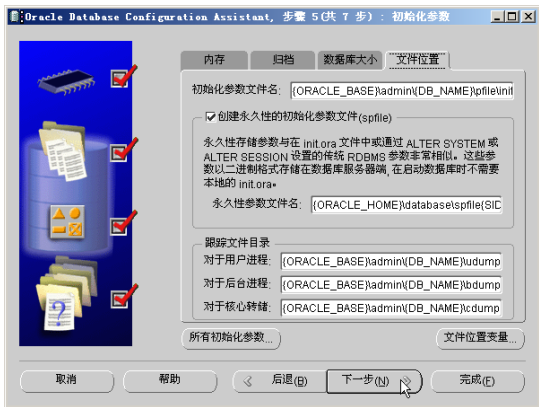 Oracle Database Configuration Assistant, 步骤 5(共 7 步) : 初始化参数
内存 归档 数据库大小 文件位置
初始化参数文件名: {ORACLE_BASE}\admin\{DB_NAME}\pfile\init
创建永久性的初始化参数文件(spfile)
永久性存储参数与在 init.ora 文件中或通过 ALTER SYSTEM 或
ALTER SESSION 设置的传统 RDBMS 参数非常相似。这些参
数以二进制格式存储在数据库服务器端, 在启动数据库时不需要
本地的 init.ora。
永久性参数文件名: {ORACLE_HOME}\database\spfile{SID
跟踪文件目录
对于用户进程: {ORACLE_BASE}\admin\{DB_NAME}\udump
对于后台进程: {ORACLE_BASE}\admin\{DB_NAME}\bdump
对于核心转储: {ORACLE_BASE}\admin\{DB_NAME}\cdump
所有初始化参数... 文件位置变量...
取消 帮助 后退(B) 下一步(N) 完成(F)